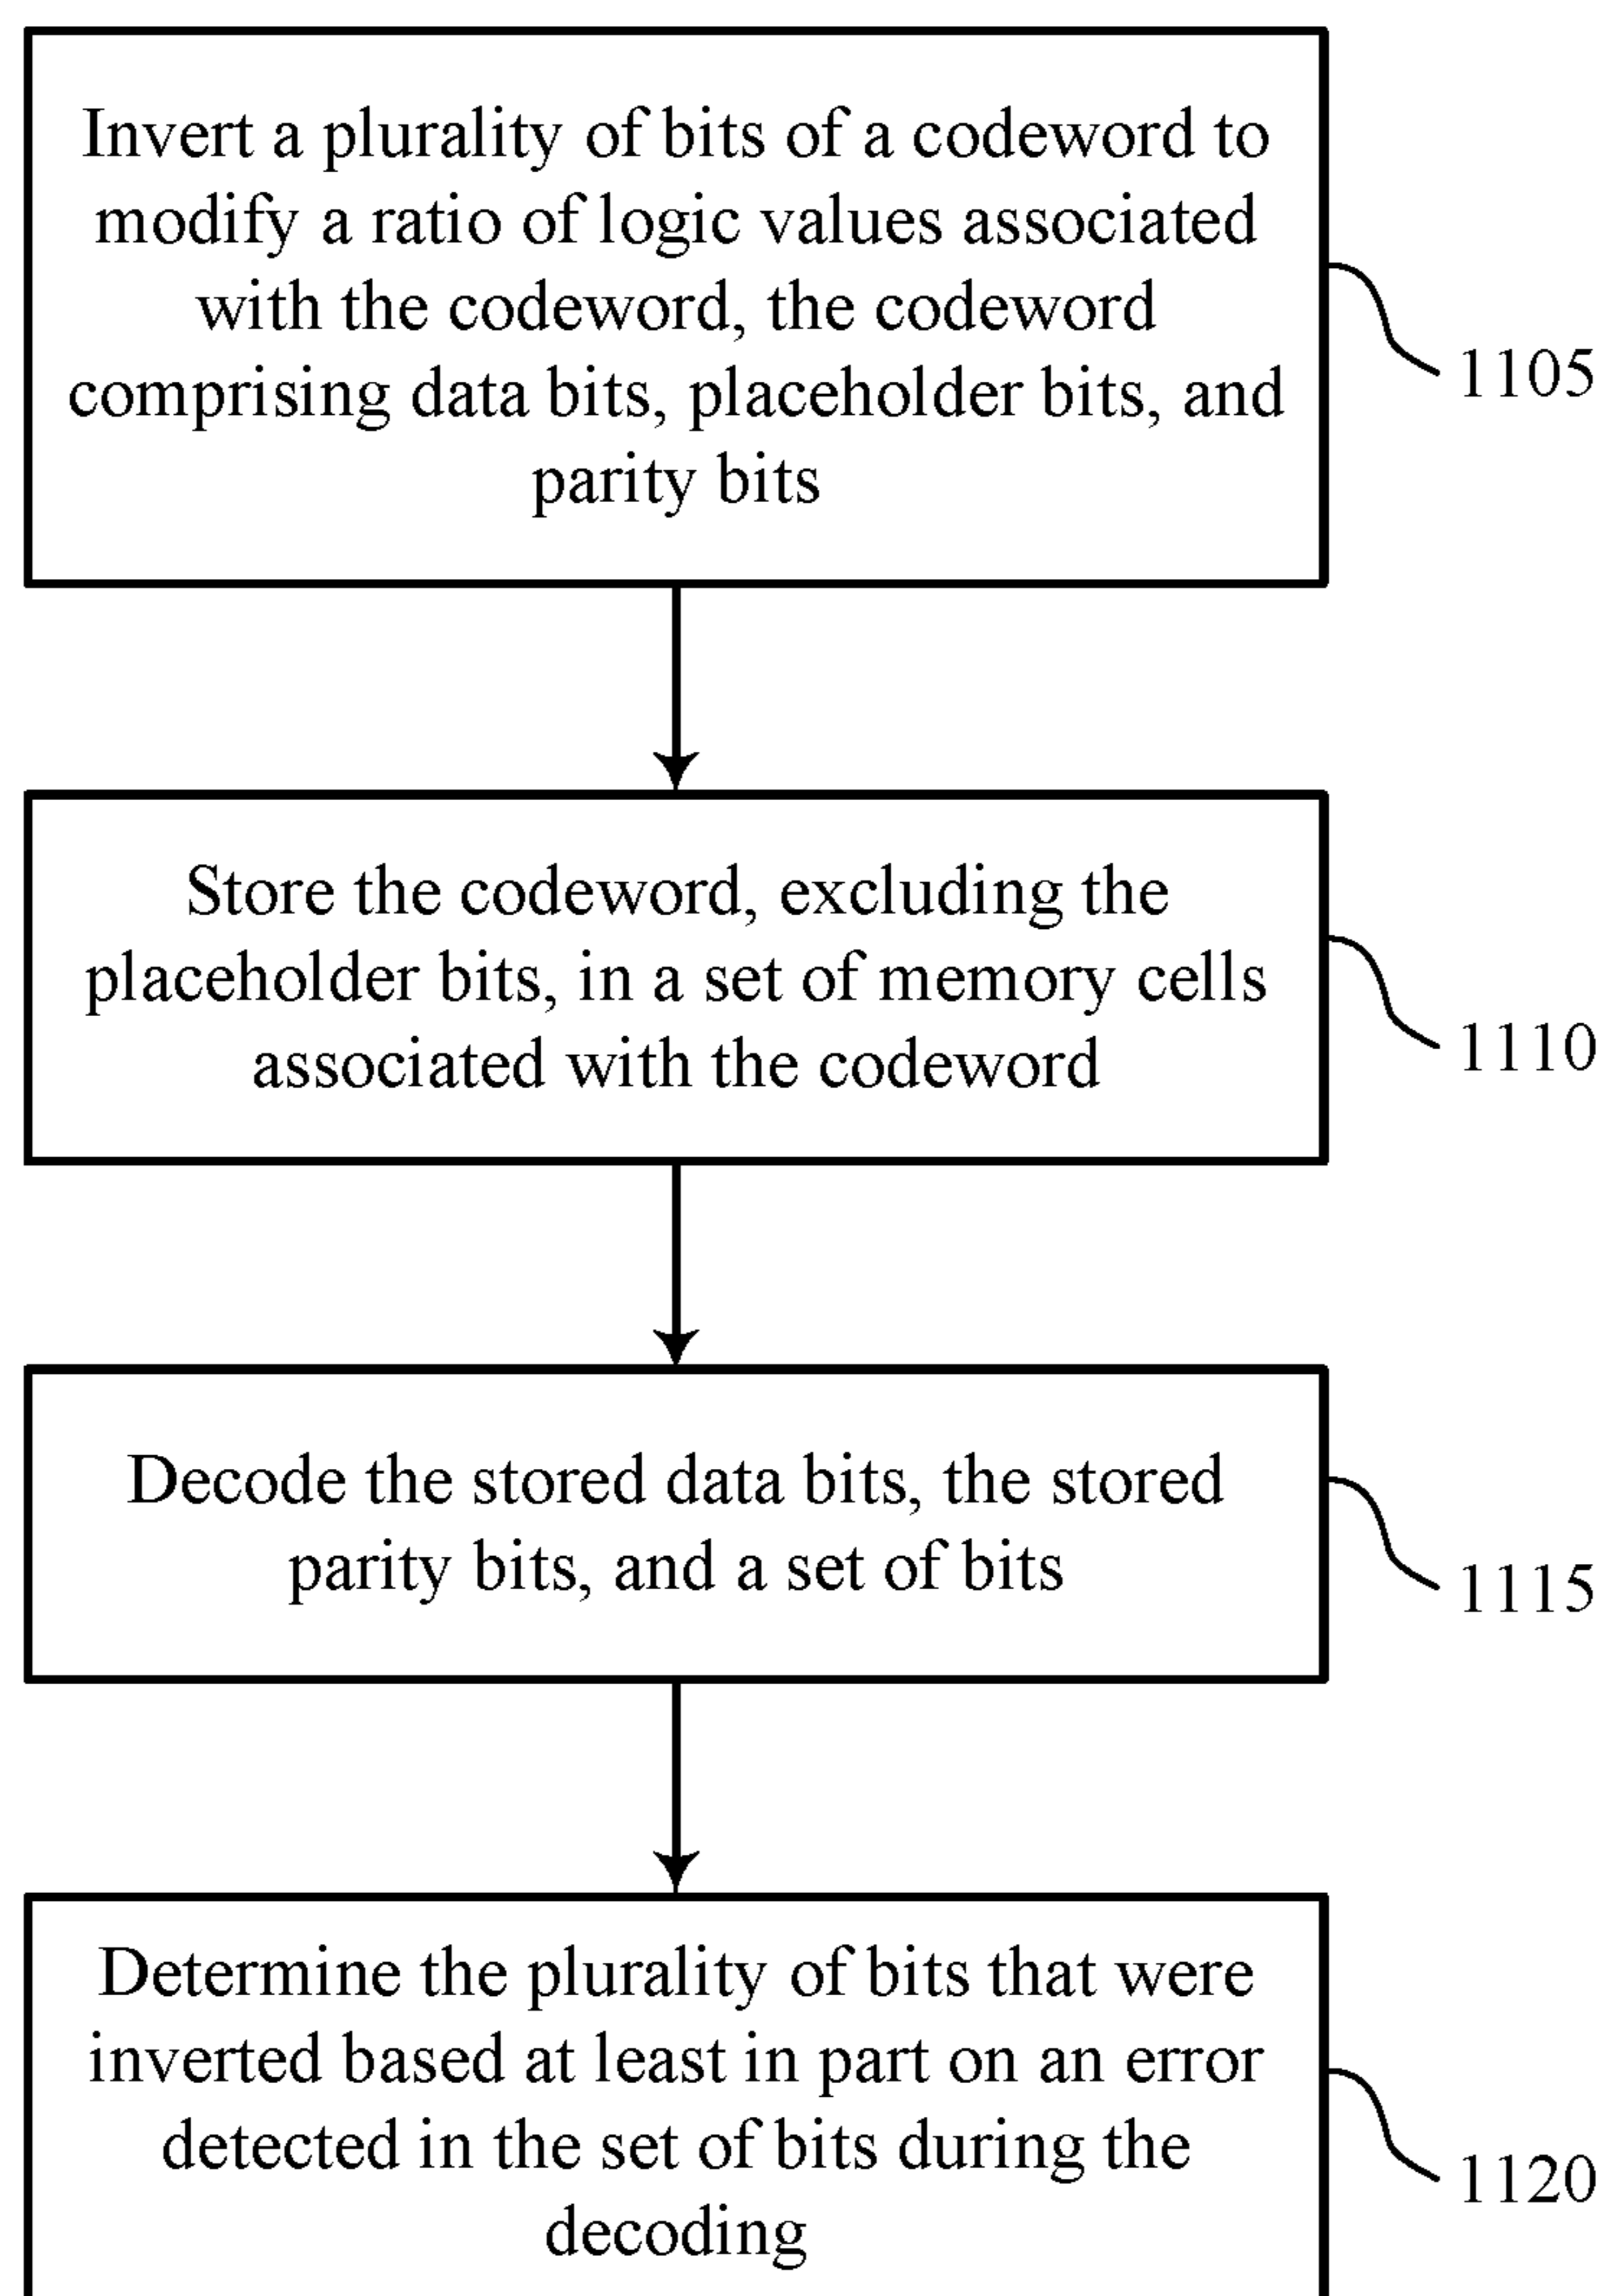 Invert a plurality of bits of a codeword to
modify a ratio of logic values associated
with the codeword, the codeword
comprising data bits, placeholder bits, and
parity bits
1105
Store the codeword, excluding the
placeholder bits, in a set of memory cells
associated with the codeword
1110
Decode the stored data bits, the stored
parity bits, and a set of bits
1115
Determine the plurality of bits that were
inverted based at least in part on an error
detected in the set of bits during the
decoding
1120